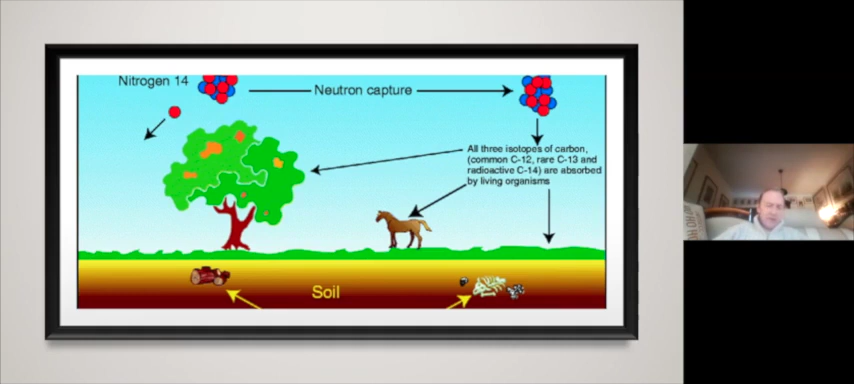 Nitrogen 14
Neutron capture
All three isotopes of carbon,
(common C-12, rare C-13 and
radioactive C-14) are absorbed
by living organisms
Soil